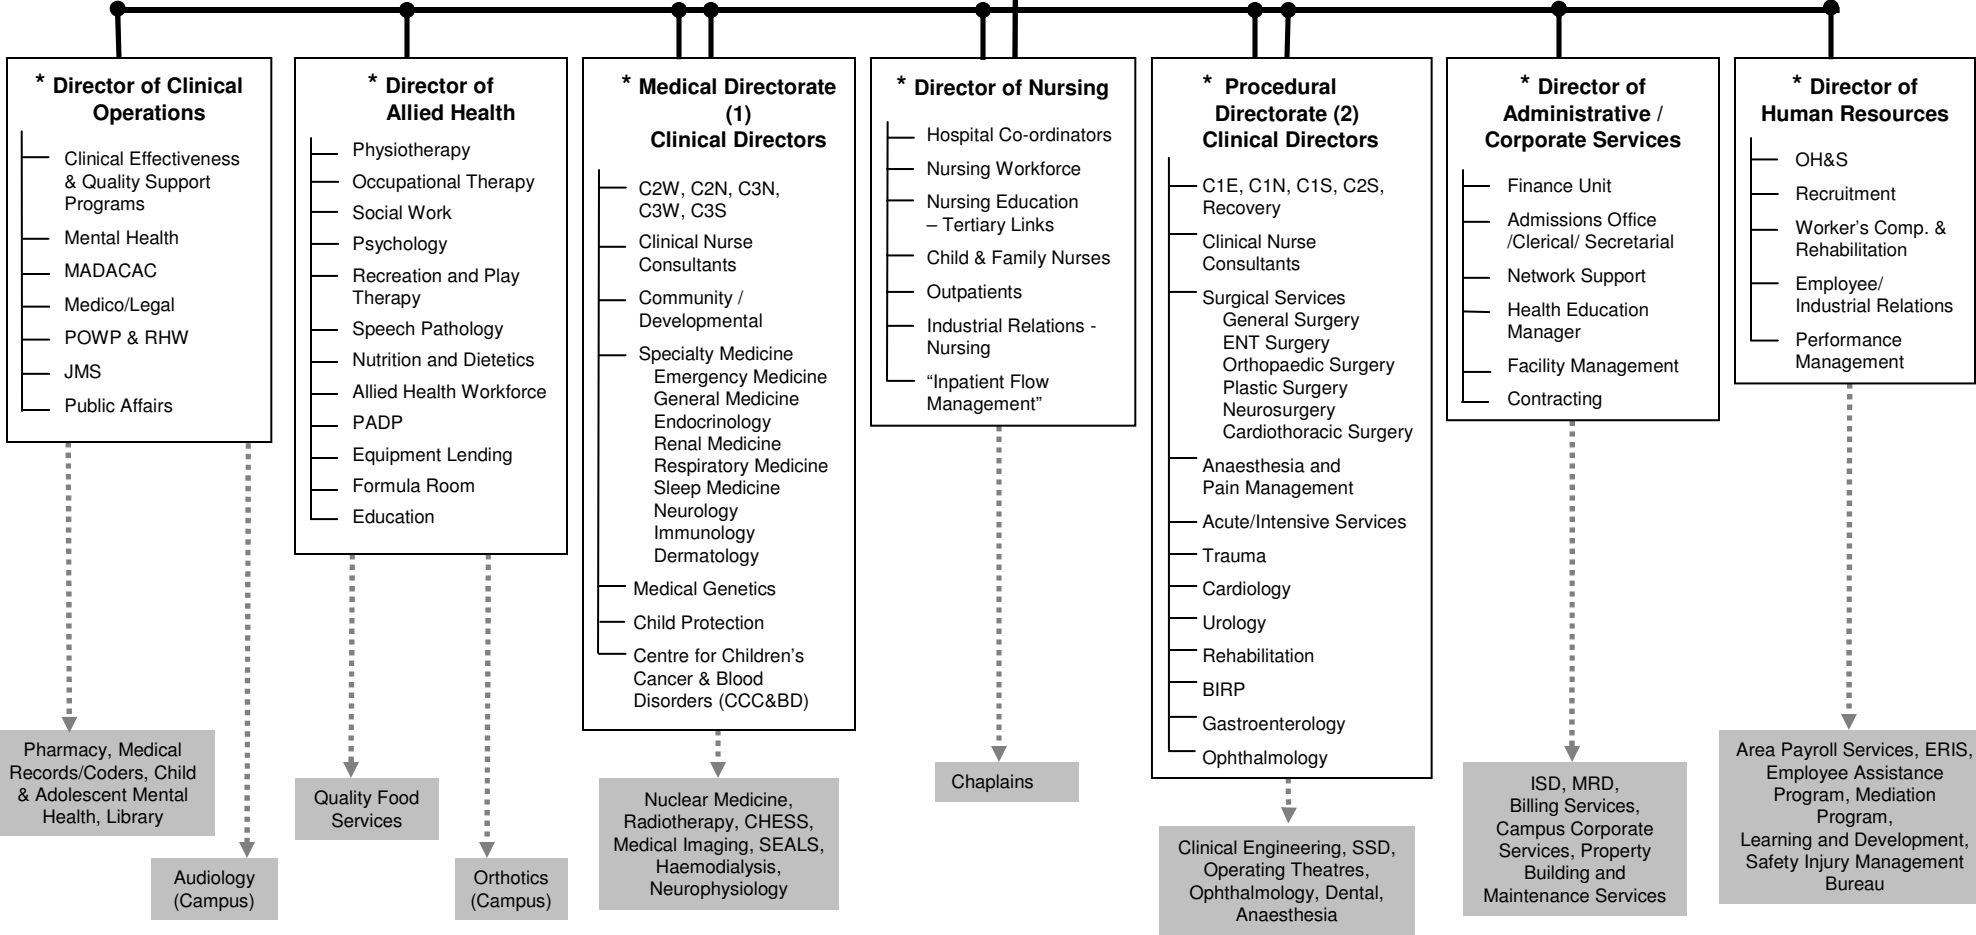 * Director of Clinical
Operations
Clinical Effectiveness
& Quality Support
Programs
Mental Health
MADACAC
Medico/Legal
POWP & RHW
JMS
Public Affairs
* Director of
Allied Health
Physiotherapy
Occupational Therapy
Social Work
Psychology
Recreation and Play
Therapy
Speech Pathology
Nutrition and Dietetics
Allied Health Workforce
PADP
Equipment Lending
Formula Room
Education
* Medical Directorate
(1)
Clinical Directors
C2W, C2N, C3N,
C3W, C3S
Clinical Nurse
Consultants
Community /
Developmental
Specialty Medicine
Emergency Medicine
General Medicine
Endocrinology
Renal Medicine
Respiratory Medicine
Sleep Medicine
Neurology
Immunology
Dermatology
Medical Genetics
Child Protection
Centre for Children's
Cancer & Blood
Disorders (CCC&BD)
* Director of Nursing
Hospital Co-ordinators
Nursing Workforce
Nursing Education
– Tertiary Links
Child & Family Nurses
Outpatients
Industrial Relations -
Nursing
“Inpatient Flow
Management”
* Procedural
Directorate (2)
Clinical Directors
C1E, C1N, C1S, C2S,
Recovery
Clinical Nurse
Consultants
Surgical Services
General Surgery
ENT Surgery
Orthopaedic Surgery
Plastic Surgery
Neurosurgery
Cardiothoracic Surgery
Anaesthesia and
Pain Management
Acute/Intensive Services
Trauma
Cardiology
Urology
Rehabilitation
BIRP
Gastroenterology
Ophthalmology
* Director of
Administrative /
Corporate Services
Finance Unit
Admissions Office
/Clerical/ Secretarial
Network Support
Health Education
Manager
Facility Management
Contracting
* Director of
Human Resources
OH&S
Recruitment
Worker's Comp. &
Rehabilitation
Employee/
Industrial Relations
Performance
Management
Pharmacy, Medical
Records/Coders, Child
& Adolescent Mental
Health, Library
Audiology
(Campus)
Quality Food
Services
Orthotics
(Campus)
Nuclear Medicine,
Radiotherapy, CHESS,
Medical Imaging, SEALS,
Haemodialysis,
Neurophysiology
Chaplains
Clinical Engineering, SSD,
Operating Theatres,
Ophthalmology, Dental,
Anaesthesia
ISD, MRD,
Billing Services,
Campus Corporate
Services, Property
Building and
Maintenance Services
Area Payroll Services, ERIS,
Employee Assistance
Program, Mediation
Program,
Learning and Development,
Safety Injury Management
Bureau